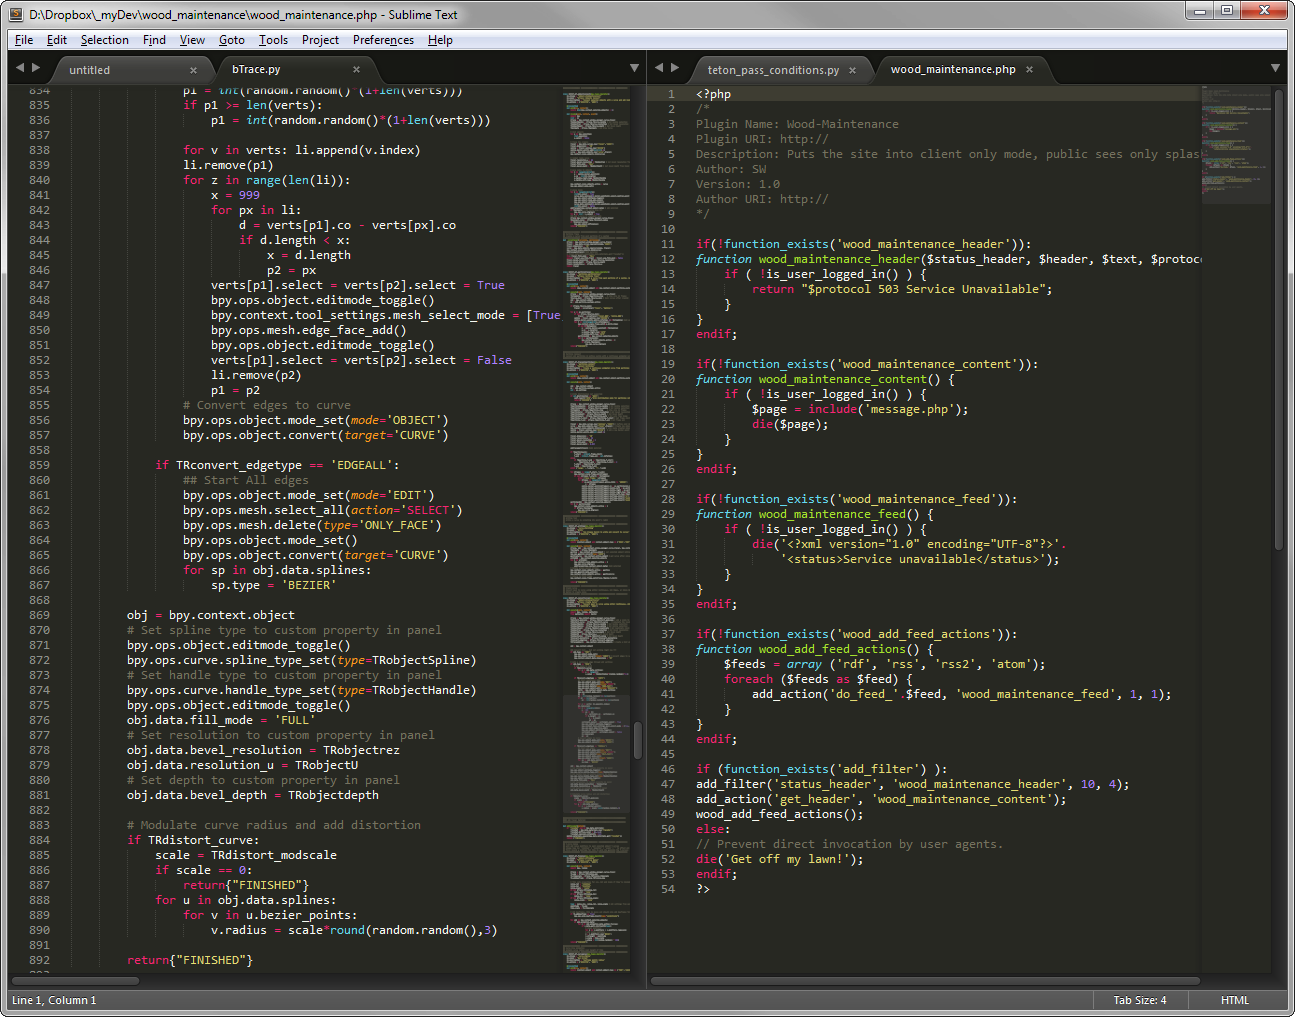 D:\Dropbox\_myDev\wood_maintenance\wood_maintenance.php - Sublime Text
File Edit Selection Find View Goto Tools Project Preferences Help
untitled × bTrace.py ×
834 p1 = int(random.random()*(1+len(verts)))
835 if p1 >= len(verts):
836 p1 = int(random.random()*(1+len(verts)))
837
838 for v in verts: li.append(v.index)
839 li.remove(p1)
840 for z in range(len(li)):
841 x = 999
842 for px in li:
843 d = verts[p1].co - verts[px].co
844 if d.length < x:
845 x = d.length
846 p2 = px
847 verts[p1].select = verts[p2].select = True
848 bpy.ops.object.editmode_toggle()
849 bpy.context.tool_settings.mesh_select_mode = [True
850 bpy.ops.mesh.edge_face_add()
851 bpy.ops.object.editmode_toggle()
852 verts[p1].select = verts[p2].select = False
853 li.remove(p2)
854 p1 = p2
855 # Convert edges to curve
856 bpy.ops.object.mode_set(mode='OBJECT')
857 bpy.ops.object.convert(target='CURVE')
858
859 if TRconvert_edgetype == 'EDGEALL':
860 ## Start All edges
861 bpy.ops.object.mode_set(mode='EDIT')
862 bpy.ops.mesh.select_all(action='SELECT')
863 bpy.ops.mesh.delete(type='ONLY_FACE')
864 bpy.ops.object.mode_set()
865 bpy.ops.object.convert(target='CURVE')
866 for sp in obj.data.splines:
867 sp.type = 'BEZIER'
868
869 obj = bpy.context.object
870 # Set spline type to custom property in panel
871 bpy.ops.object.editmode_toggle()
872 bpy.ops.curve.spline_type_set(type=TRobjectSpline)
873 # Set handle type to custom property in panel
874 bpy.ops.curve.handle_type_set(type=TRobjectHandle)
875 bpy.ops.object.editmode_toggle()
876 obj.data.fill_mode = 'FULL'
877 # Set resolution to custom property in panel
878 obj.data.bevel_resolution = TRobjectrez
879 obj.data.resolution_u = TRobjectU
880 # Set depth to custom property in panel
881 obj.data.bevel_depth = TRobjectdepth
882
883 # Modulate curve radius and add distortion
884 if TRdistort_curve:
885 scale = TRdistort_modscale
886 if scale == 0:
887 return{"FINISHED"}
888 for u in obj.data.splines:
889 for v in u.bezier_points:
890 v.radius = scale*round(random.random(),3)
891
892 return{"FINISHED"}
teton_pass_conditions.py × wood_maintenance.php ×
1 <?php
2 /*
3 Plugin Name: Wood-Maintenance
4 Plugin URI: http://
5 Description: Puts the site into client only mode, public sees only splas
6 Author: SW
7 Version: 1.0
8 Author URI: http://
9 */
10
11 if(!function_exists('wood_maintenance_header')):
12 function wood_maintenance_header($status_header, $header, $text, $protoc
13 if ( !is_user_logged_in() ) {
14 return "$protocol 503 Service Unavailable";
15 }
16 }
17 endif;
18
19 if(!function_exists('wood_maintenance_content')):
20 function wood_maintenance_content() {
21 if ( !is_user_logged_in() ) {
22 $page = include('message.php');
23 die($page);
24 }
25 }
26 endif;
27
28 if(!function_exists('wood_maintenance_feed')):
29 function wood_maintenance_feed() {
30 if ( !is_user_logged_in() ) {
31 die('<?xml version="1.0" encoding="UTF-8"?>'.
32 '<status>Service unavailable</status>');
33 }
34 }
35 endif;
36
37 if(!function_exists('wood_add_feed_actions')):
38 function wood_add_feed_actions() {
39 $feeds = array ('rdf', 'rss', 'rss2', 'atom');
40 foreach ($feeds as $feed) {
41 add_action('do_feed_'.$feed, 'wood_maintenance_feed', 1, 1);
42 }
43 }
44 endif;
45
46 if (function_exists('add_filter') ):
47 add_filter('status_header', 'wood_maintenance_header', 10, 4);
48 add_action('get_header', 'wood_maintenance_content');
49 wood_add_feed_actions();
50 else:
51 // Prevent direct invocation by user agents.
52 die('Get off my lawn!');
53 endif;
54 ?>
Line 1, Column 1 Tab Size: 4 HTML